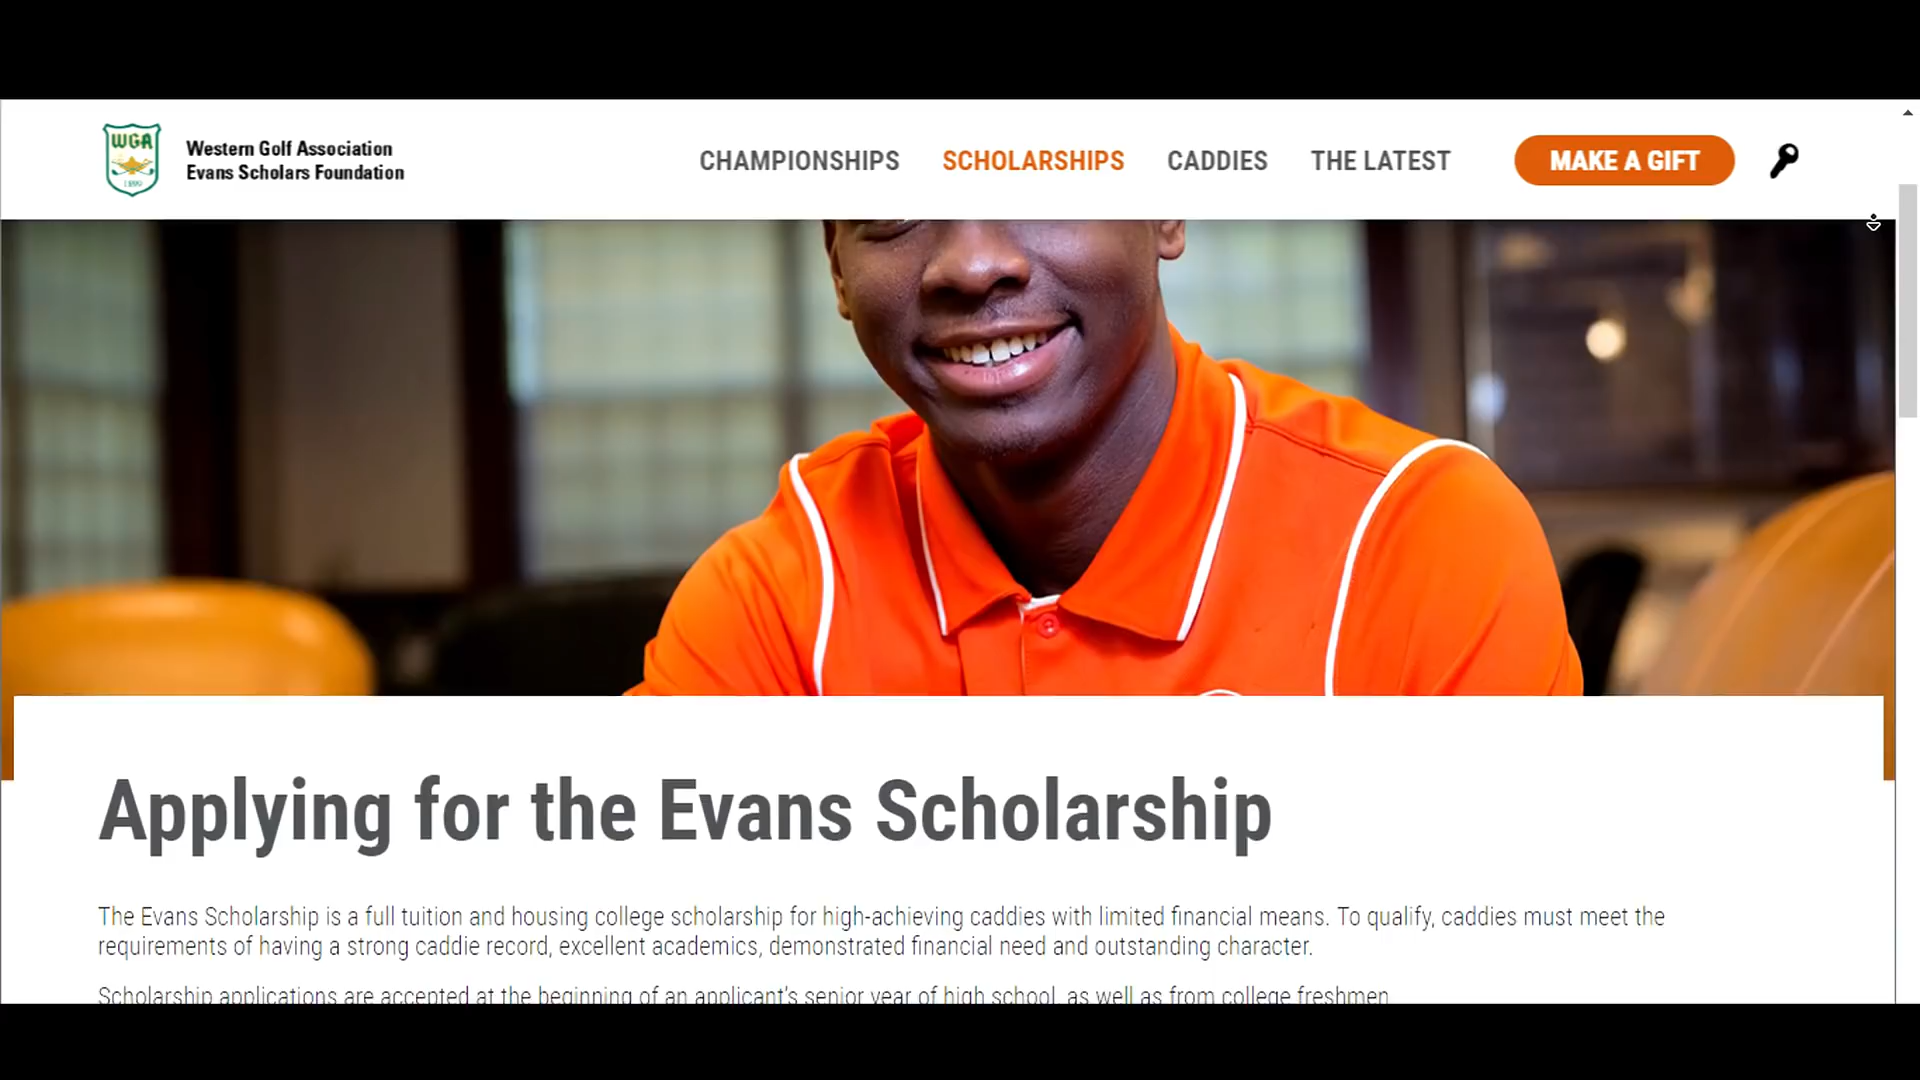 WGA
1899
Western Golf Association
Evans Scholars Foundation
CHAMPIONSHIPS
SCHOLARSHIPS
CADDIES
THE LATEST
MAKE A GIFT
Applying for the Evans Scholarship
The Evans Scholarship is a full tuition and housing college scholarship for high-achieving caddies with limited financial means. To qualify, caddies must meet the
requirements of having a strong caddie record, excellent academics, demonstrated financial need and outstanding character.
Scholarship applications are accepted at the beginning of an applicant's senior year of high school, as well as from college freshmen